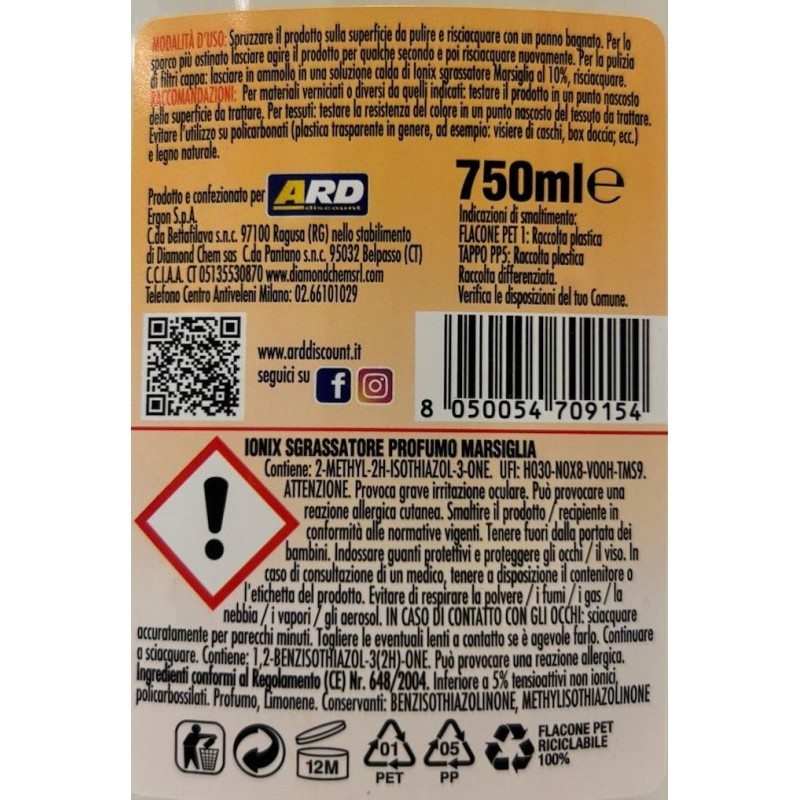 MODALITÀ D'USO: Spruzzare il prodotto sulla superficie da pulire e risciacquare con un panno bagnato. Per lo
sporco più ostinato lasciare agire il prodotto per qualche secondo e poi risciacquare nuovamente. Per la pulizia
di filtri cappa: lasciare in ammollo in una soluzione calda di Ionix sgrassatore Marsiglia al 10%, risciacquare.
RACCOMANDAZIONI: Per materiali verniciati o diversi da quelli indicati: testare il prodotto in un punto nascosto
della superficie da trattare. Per tessuti: testare la resistenza del colore in un punto nascosto del tessuto da trattare.
Evitare l'utilizzo su policarbonati (plastica trasparente in genere, ad esempio: visiere di caschi, box doccia; ecc.)
e legno naturale.
Prodotto e confezionato per
ARD
discount
Ergon S.p.A.
C.da Bettafilava s.n.c. 97100 Ragusa (RG) nello stabilimento
di Diamond Chem sas C.da Pantano s.n.c. 95032 Belpasso (CT)
C.C.I.A.A. CT 05135530870 www.diamondchemsrl.com
Telefono Centro Antiveleni Milano: 02.66101029
750ml e
Indicazioni di smaltimento:
FLACONE PET 1: Raccolta plastica
TAPPO PP5: Raccolta plastica
Raccolta differenziata.
Verifica le disposizioni del tuo Comune.
www.arddiscount.it
seguici su
8 050054 709154
IONIX SGRASSATORE PROFUMO MARSIGLIA
Contiene: 2-METHYL-2H-ISOTHIAZOL-3-ONE. UFI: H030-N0X8-V00H-TMS9.
ATTENZIONE. Provoca grave irritazione oculare. Può provocare una
reazione allergica cutanea. Smaltire il prodotto / recipiente in
conformità alle normative vigenti. Tenere fuori dalla portata dei
bambini. Indossare guanti protettivi e proteggere gli occhi / il viso. In
caso di consultazione di un medico, tenere a disposizione il contenitore o
l'etichetta del prodotto. Evitare di respirare la polvere / i fumi / i gas / la
nebbia / i vapori / gli aerosol. IN CASO DI CONTATTO CON GLI OCCHI: sciacquare
accuratamente per parecchi minuti. Togliere le eventuali lenti a contatto se è agevole farlo. Continuare
a sciacquare. Contiene: 1,2-BENZISOTHIAZOL-3(2H)-ONE. Può provocare una reazione allergica.
Ingredienti conformi al Regolamento (CE) Nr. 648/2004. Inferiore a 5% tensioattivi non ionici,
policarbossilati. Profumo, Limonene. Conservanti: BENZISOTHIAZOLINONE, METHYLISOTHIAZOLINONE
12M
01
PET
05
PP
FLACONE PET
RICICLABILE
100%